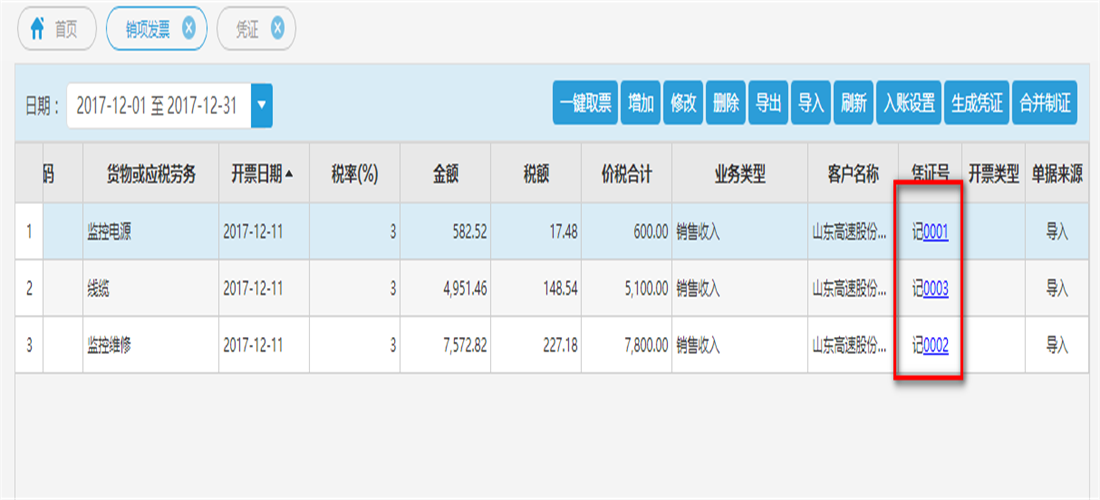 首页 销项发票 凭证
日期： 2017-12-01 至 2017-12-31 一键取票 增加 修改 删除 导出 导入 刷新 入账设置 生成凭证 合并制证
码 货物或应税劳务 开票日期 税率(%) 金额 税额 价税合计 业务类型 客户名称 凭证号 开票类型 单据来源
1 监控电源 2017-12-11 3 582.52 17.48 600.00 销售收入 山东高速股份... 记0001 导入
2 线缆 2017-12-11 3 4,951.46 148.54 5,100.00 销售收入 山东高速股份... 记0003 导入
3 监控维修 2017-12-11 3 7,572.82 227.18 7,800.00 销售收入 山东高速股份... 记0002 导入